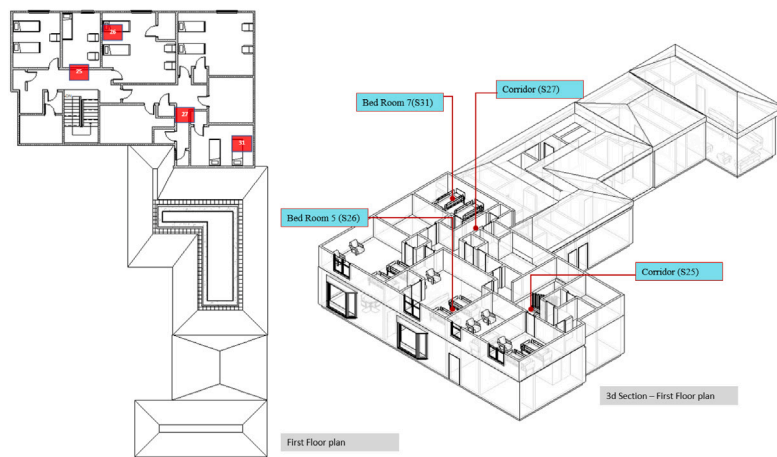 26
25
27
31
First Floor plan
Corridor (S27)
Bed Room 7(S31)
Bed Room 5 (S26)
Corridor (S25)
3d Section – First Floor plan